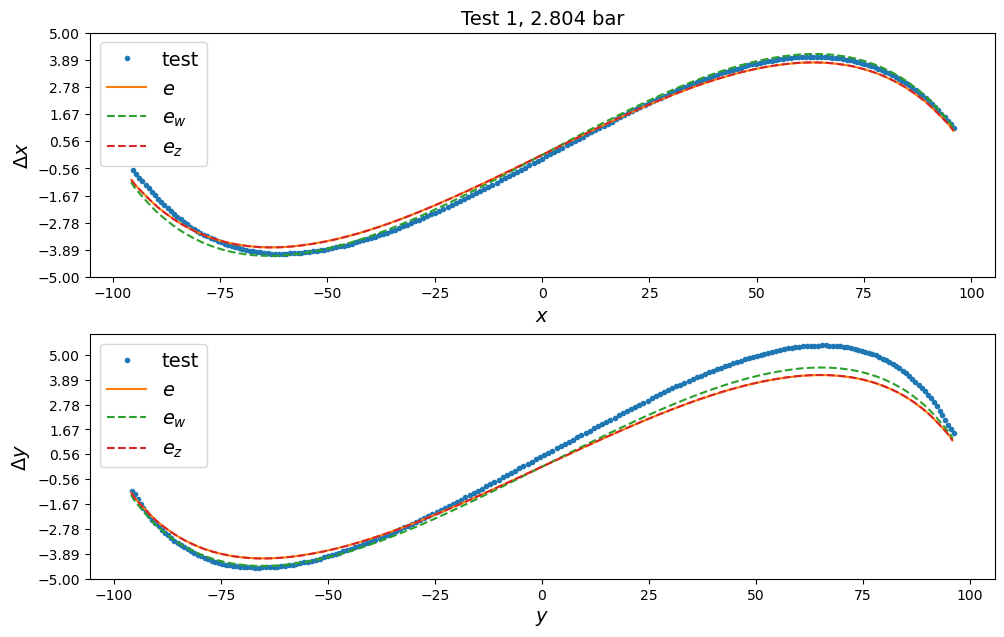 Test 1, 2.804 bar
5.00
3.89
2.78
1.67
0.56
−0.56
−1.67
−2.78
−3.89
−5.00
Δx
test
e
e_w
e_z
−100
−75
−50
−25
0
25
50
75
100
x
5.00
3.89
2.78
1.67
0.56
−0.56
−1.67
−2.78
−3.89
−5.00
Δy
test
e
e_w
e_z
−100
−75
−50
−25
0
25
50
75
100
y